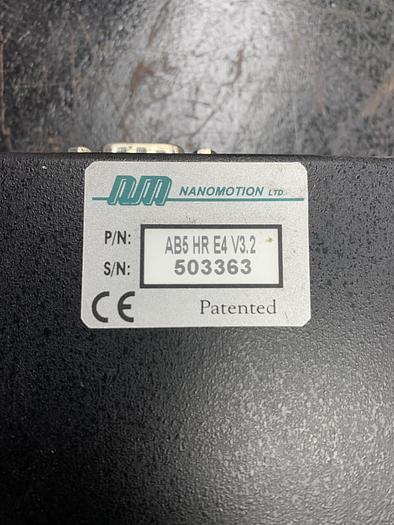 NM NANOMOTION LTD.
P/N: AB5 HR E4 V3.2
S/N: 503363
CE Patented